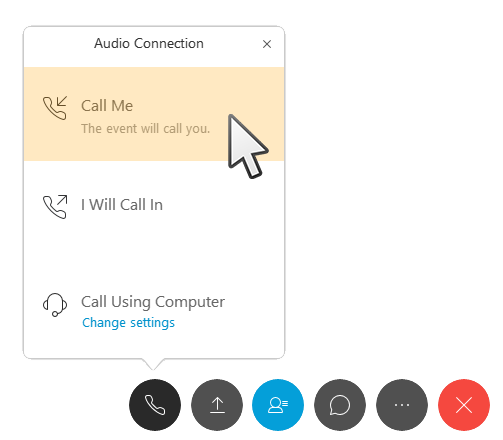 Audio Connection
Call Me
The event will call you.
I Will Call In
Call Using Computer
Change settings